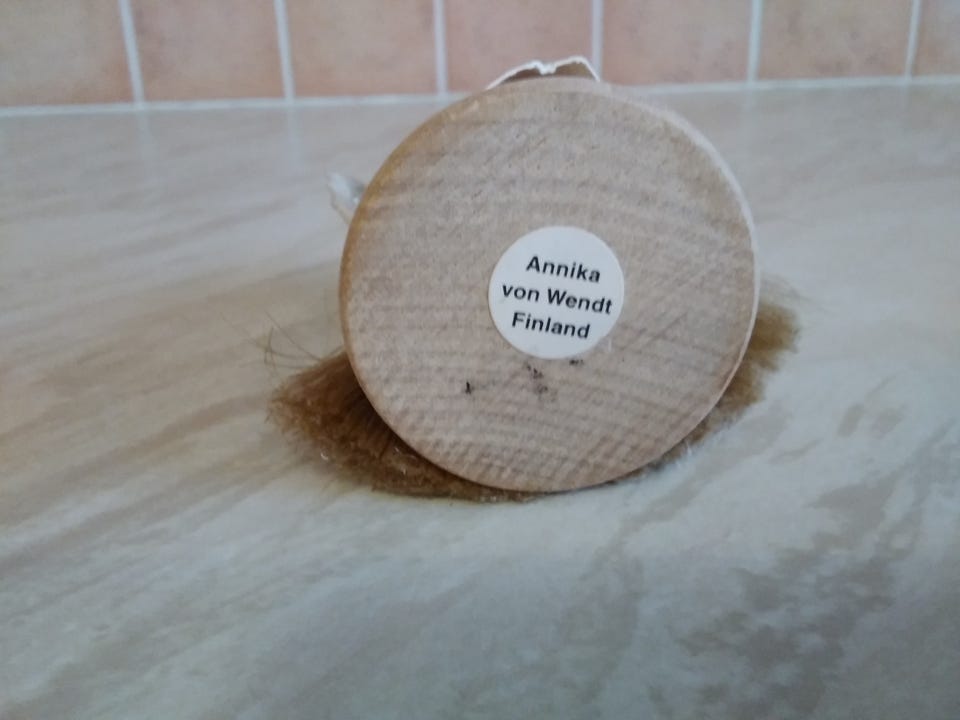 Annika
von Wendt
Finland